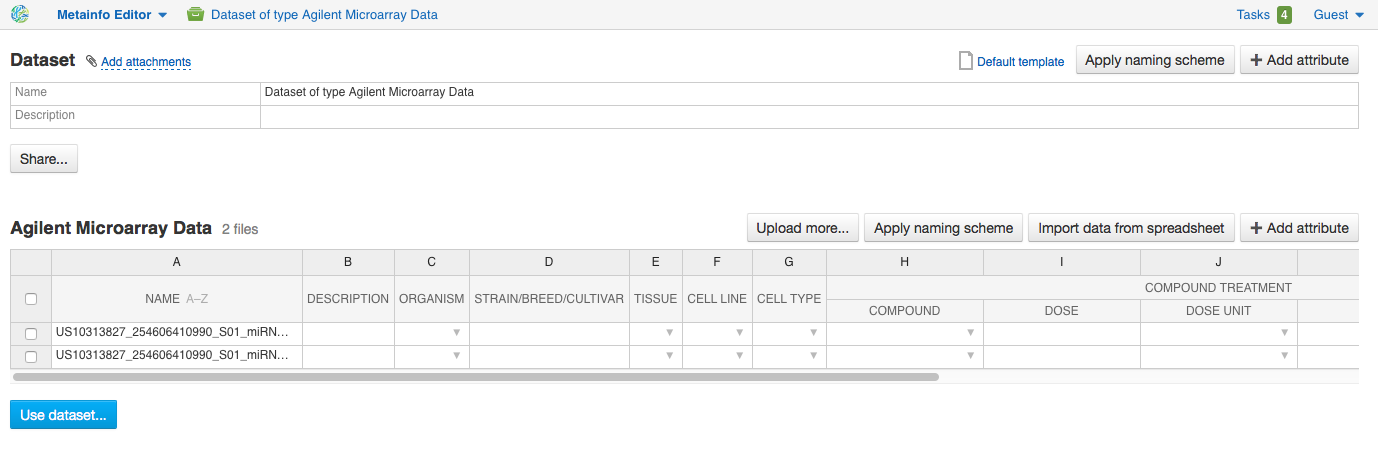 Metainfo Editor Dataset of type Agilent Microarray Data Tasks 4 Guest
Dataset Add attachments Default template Apply naming scheme + Add attribute
Name Dataset of type Agilent Microarray Data
Description
Share...
Agilent Microarray Data 2 files Upload more... Apply naming scheme Import data from spreadsheet + Add attribute
A B C D E F G H I J
NAME A–Z DESCRIPTION ORGANISM STRAIN/BREED/CULTIVAR TISSUE CELL LINE CELL TYPE COMPOUND TREATMENT
COMPOUND DOSE DOSE UNIT
US10313827_254606410990_S01_miRN...
US10313827_254606410990_S01_miRN...
Use dataset...